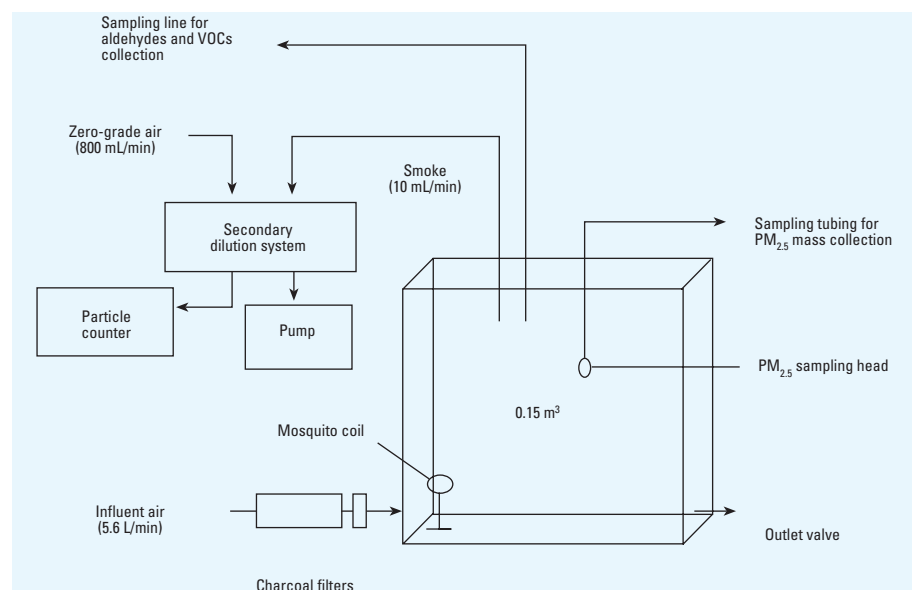 Sampling line for
aldehydes and VOCs
collection
Zero-grade air
(800 mL/min)
Smoke
(10 mL/min)
Secondary
dilution system
Sampling tubing for
PM2.5 mass collection
Particle
counter
Pump
PM2.5 sampling head
0.15 m³
Mosquito coil
Influent air
(5.6 L/min)
Outlet valve
Charcoal filters